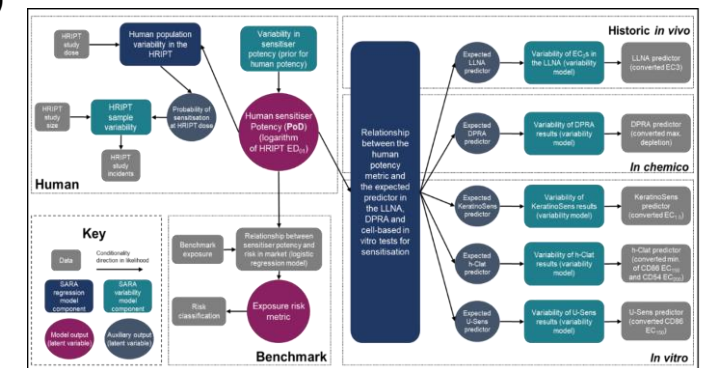 )
Human
HRIPT
study
dose
Human population
variability in the
HRIPT
Variability in
sensitiser potency
(prior for
human potency)
HRIPT
study
size
HRIPT
sample
variability
Probability of
sensitisation
at HRIPT dose
Human sensitiser
Potency (PoD)
(logarithm
of HRIPT ED01)
HRIPT
study
incidents
Key
Data
Conditionality
direction in likelihood
SARA
regression
model
component
SARA
variability
model
component
Model output
(latent variable)
Auxiliary output
(latent variable)
Benchmark
exposure
Relationship between
sensitiser potency and
risk in market (logistic
regression model)
Risk
classification
Exposure risk
metric
Benchmark
Relationship
between the
human potency
metric and
the expected
predictor in
the LLNA,
DPRA and
cell-based in
vitro tests for
sensitisation
Historic in vivo
Expected
LLNA
predictor
Variability of EC3s in
the LLNA (variability
model)
LLNA predictor
(converted EC3)
Expected
DPRA
predictor
Variability of DPRA
results (variability
model)
DPRA predictor
(converted max.
depletion)
In chemico
Expected
KeratinoSens
predictor
Variability of
KeratinoSens results
(variability model)
KeratinoSens
predictor
(converted EC1.5)
Expected
h-Clat
predictor
Variability of
h-Clat results
(variability model)
h-Clat predictor
(converted min.
of CD86 EC150
and CD54 EC200)
Expected
U-Sens
predictor
Variability of
U-Sens results
(variability model)
U-Sens predictor
(converted CD86
EC150)
In vitro